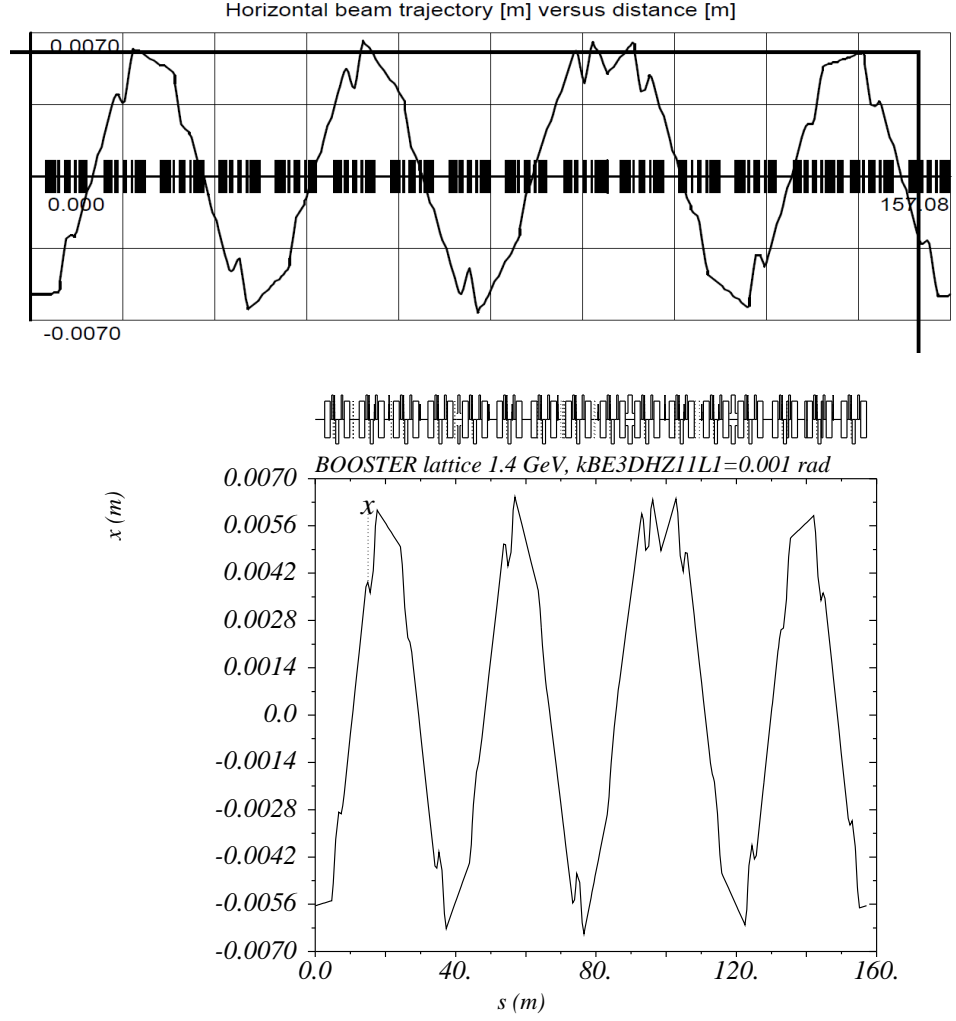 Horizontal beam trajectory [m] versus distance [m]
0.0070
0.000
157.08
-0.0070
BOOSTER lattice 1.4 GeV, kBE3DHZ11L1=0.001 rad
x (m)
x
0.0070
0.0056
0.0042
0.0028
0.0014
0.0
-0.0014
-0.0028
-0.0042
-0.0056
-0.0070
0.0 40. 80. 120. 160.
s (m)